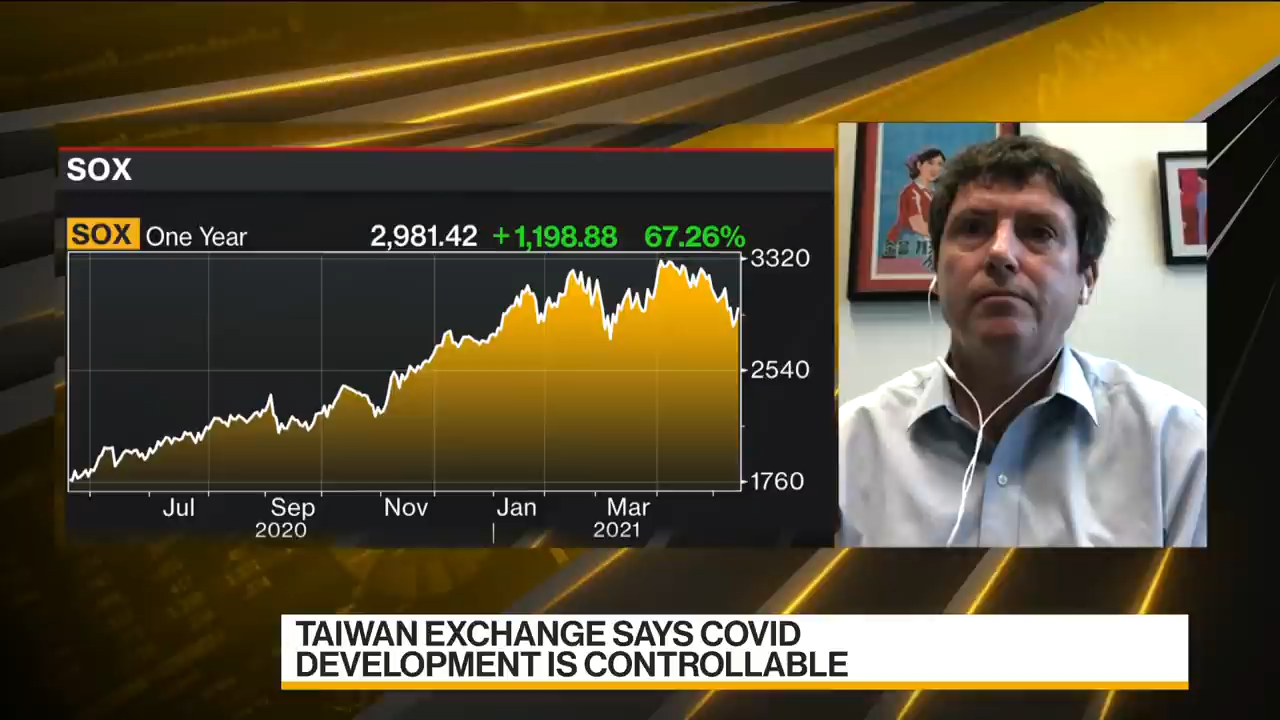 SOX
SOX One Year 2,981.42 +1,198.88 67.26%
3320
2540
1760
Jul Sep Nov Jan Mar
2020 2021
TAIWAN EXCHANGE SAYS COVID
DEVELOPMENT IS CONTROLLABLE